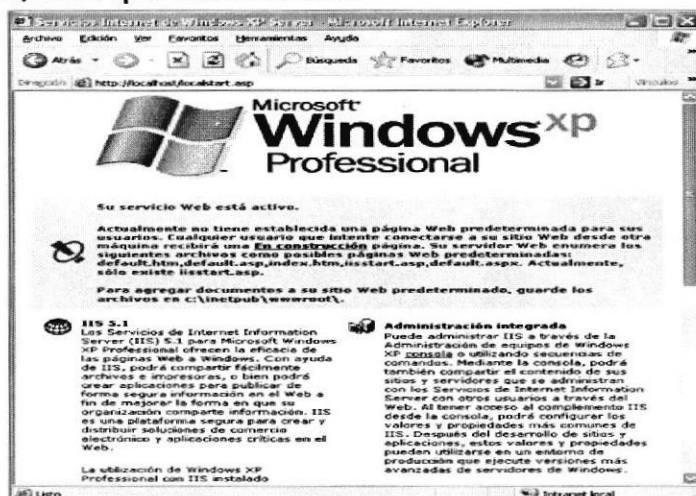 Servicios Internet de Windows XP Server - Microsoft Internet Explorer
Archivo Edición Ver Favoritos Herramientas Ayuda
Atrás Búsqueda Favoritos Multimedia
Dirección http://localhost/localstart.asp Ir Vínculos
Microsoft
Windows xp
Professional
Su servicio Web está activo.
Actualmente no tiene establecida una página Web predeterminada para sus
usuarios. Cualquier usuario que intente conectarse a su sitio Web desde otra
máquina recibirá una En construcción página. Su servidor Web enumera los
siguientes archivos como posibles páginas Web predeterminadas:
default.htm,default.asp,index.htm,iisstart.asp,default.aspx. Actualmente,
sólo existe iisstart.asp.
Para agregar documentos a su sitio Web predeterminado, guarde los
archivos en c:\inetpub\wwwroot\.
IIS 5.1
Los Servicios de Internet Information
Server (IIS) 5.1 para Microsoft Windows
XP Professional ofrecen la eficacia de
las páginas Web a Windows. Con ayuda
de IIS, podrá compartir fácilmente
archivos e impresoras, o bien podrá
crear aplicaciones para publicar de
forma segura información en el Web a
fin de mejorar la forma en que su
organización comparte información. IIS
es una plataforma segura para crear y
distribuir soluciones de comercio
electrónico y aplicaciones críticas en el
Web.
La utilización de Windows XP
Professional con IIS instalado
Administración integrada
Puede administrar IIS a través de la
Administración de equipos de Windows
XP consola o utilizando secuencias de
comandos. Mediante la consola, podrá
también compartir el contenido de sus
sitios y servidores que se administran
con los Servicios de Internet Information
Server con otros usuarios a través del
Web. Al tener acceso al complemento IIS
desde la consola, podrá configurar los
valores y propiedades más comunes de
IIS. Después del desarrollo de sitios y
aplicaciones, estos valores y propiedades
pueden utilizarse en un entorno de
producción que ejecute versiones más
avanzadas de servidores de Windows.
Listo Intranet local